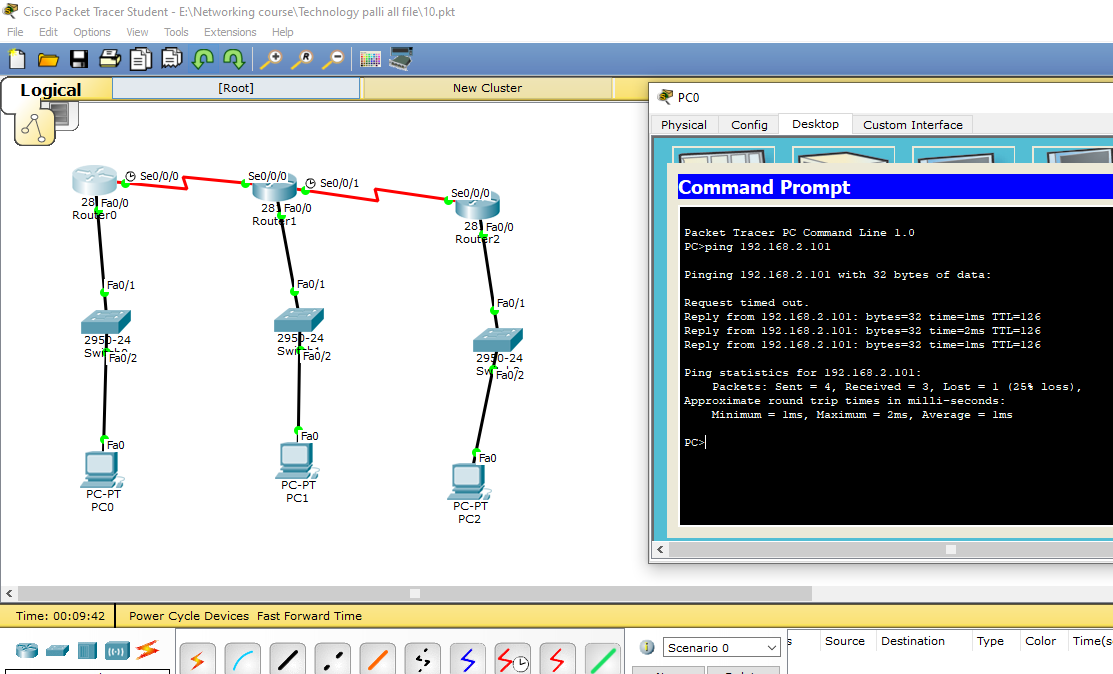 Cisco Packet Tracer Student - E:\Networking course\Technology palli all file\10.pkt
File Edit Options View Tools Extensions Help
Logical
[Root]
New Cluster
Se0/0/0
Se0/0/0
Se0/0/1
Se0/0/0
28
Fa0/0
Router0
28
Fa0/0
Router1
28
Fa0/0
Router2
Fa0/1
Fa0/1
Fa0/1
2950-24
Fa0/2
2950-24
Fa0/2
2950-24
Fa0/2
Fa0
PC-PT
PC0
Fa0
PC-PT
PC1
Fa0
PC-PT
PC2
PC0
Physical Config Desktop Custom Interface
Command Prompt
Packet Tracer PC Command Line 1.0
PC>ping 192.168.2.101
Pinging 192.168.2.101 with 32 bytes of data:
Request timed out.
Reply from 192.168.2.101: bytes=32 time=1ms TTL=126
Reply from 192.168.2.101: bytes=32 time=2ms TTL=126
Reply from 192.168.2.101: bytes=32 time=1ms TTL=126
Ping statistics for 192.168.2.101:
Packets: Sent = 4, Received = 3, Lost = 1 (25% loss),
Approximate round trip times in milli-seconds:
Minimum = 1ms, Maximum = 2ms, Average = 1ms
PC>
Time: 00:09:42 Power Cycle Devices Fast Forward Time
Scenario 0
Source Destination Type Color Time(s